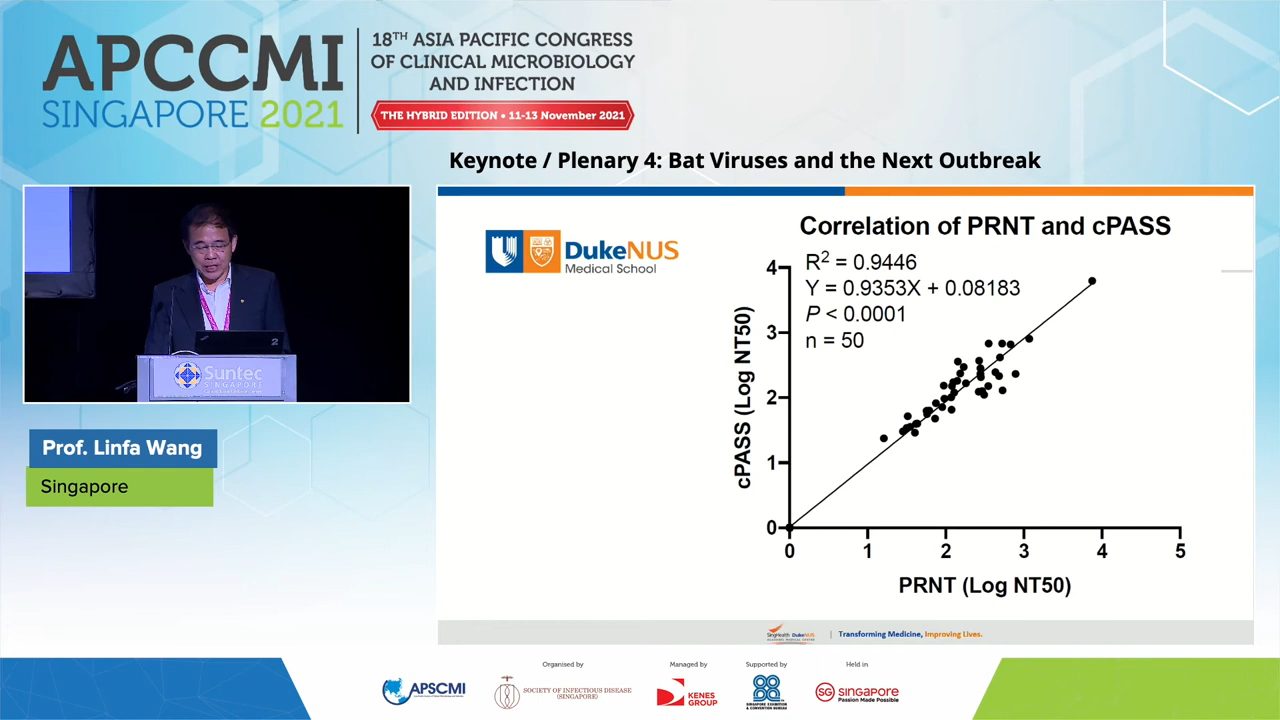 APCCMI
SINGAPORE 2021
18TH ASIA PACIFIC CONGRESS
OF CLINICAL MICROBIOLOGY
AND INFECTION
THE HYBRID EDITION • 11-13 November 2021
Keynote / Plenary 4: Bat Viruses and the Next Outbreak
Suntec
SINGAPORE
Prof. Linfa Wang
Singapore
DukeNUS
Medical School
Correlation of PRNT and cPASS
R2 = 0.9446
Y = 0.9353X + 0.08183
P < 0.0001
n = 50
cPASS (Log NT50)
4
3
2
1
0
0 1 2 3 4 5
PRNT (Log NT50)
SingHealth DukeNUS
ACADEMIC MEDICAL CENTRE
Transforming Medicine, Improving Lives.
Organised by
APSCMI
SOCIETY OF INFECTIOUS DISEASE
(SINGAPORE)
Managed by
KENES
GROUP
Supported by
SINGAPORE EXHIBITION
& CONVENTION BUREAU
Held in
SG SINGAPORE
Passion Made Possible